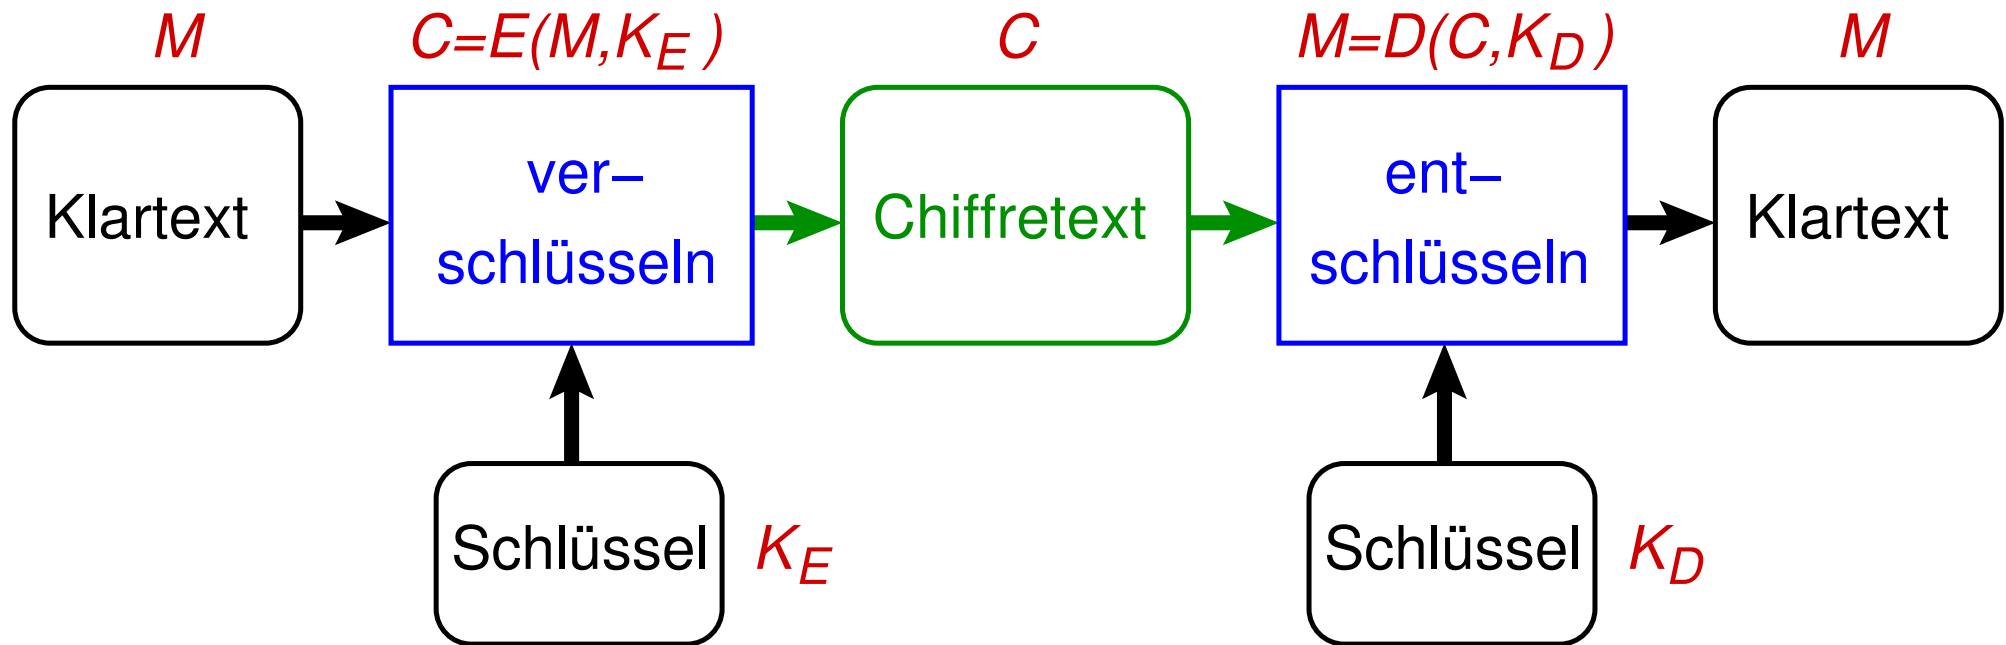 M
C=E(M,K_E)
C
M=D(C,K_D)
M
Klartext
ver–
schlüsseln
Chiffretext
ent–
schlüsseln
Klartext
Schlüssel
K_E
Schlüssel
K_D